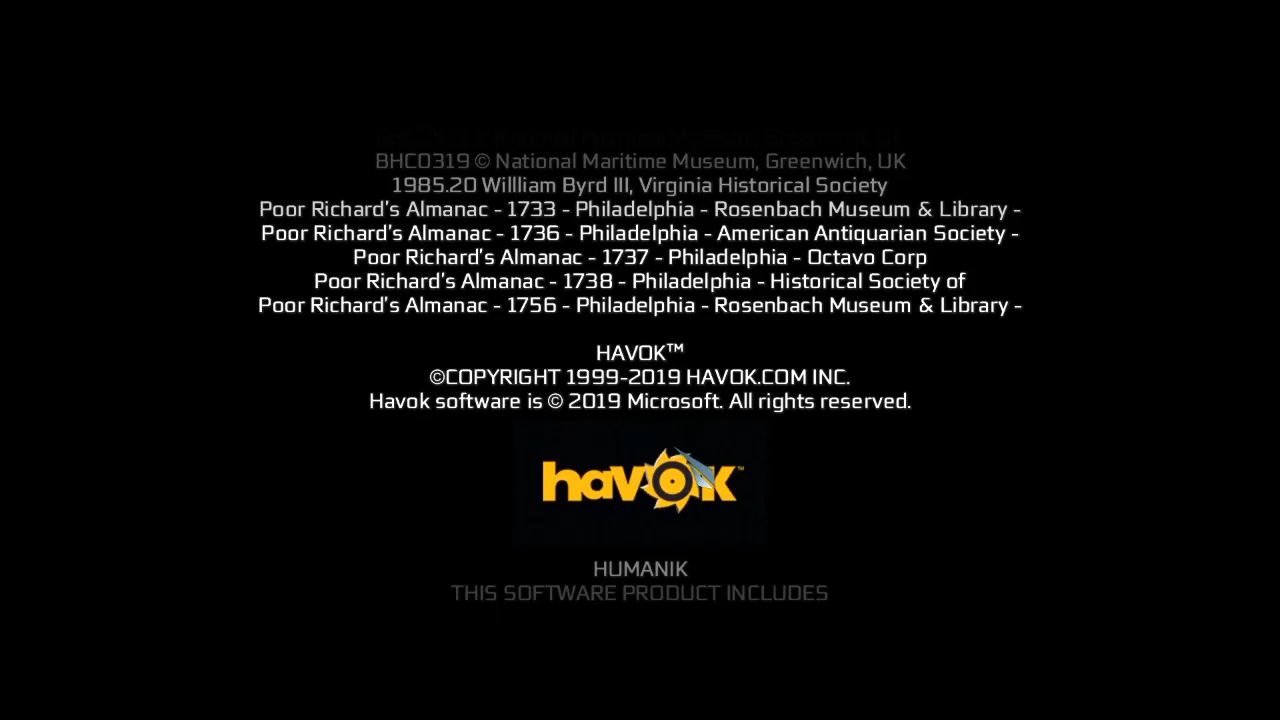 BHC0319 © National Maritime Museum, Greenwich, UK
1985.20 Willliam Byrd III, Virginia Historical Society
Poor Richard's Almanac - 1733 - Philadelphia - Rosenbach Museum & Library -
Poor Richard's Almanac - 1736 - Philadelphia - American Antiquarian Society -
Poor Richard's Almanac - 1737 - Philadelphia - Octavo Corp
Poor Richard's Almanac - 1738 - Philadelphia - Historical Society of
Poor Richard's Almanac - 1756 - Philadelphia - Rosenbach Museum & Library -
HAVOK™
©COPYRIGHT 1999-2019 HAVOK.COM INC.
Havok software is © 2019 Microsoft. All rights reserved.
havok™
HUMANIK
THIS SOFTWARE PRODUCT INCLUDES